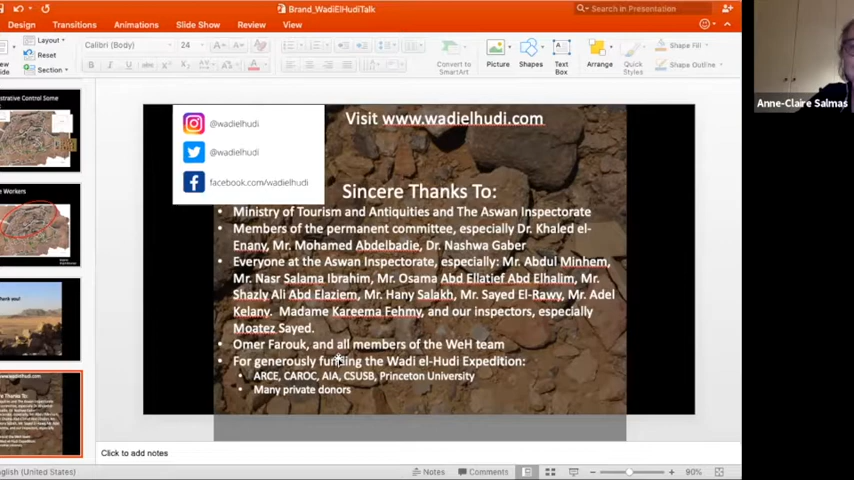 Brand_WadiElHudiTalk
Search in Presentation
Design Transitions Animations Slide Show Review View
Layout
Reset
Section
Calibri (Body) 24
Convert to SmartArt
Picture Shapes Text Box Arrange Quick Styles
Shape Fill
Shape Outline
Anne-Claire Salmas
@wadielhudi
@wadielhudi
facebook.com/wadielhudi
Visit www.wadielhudi.com
Sincere Thanks To:
• Ministry of Tourism and Antiquities and The Aswan Inspectorate
• Members of the permanent committee, especially Dr. Khaled el-
Enany, Mr. Mohamed Abdelbadie, Dr. Nashwa Gaber
• Everyone at the Aswan Inspectorate, especially: Mr. Abdul Minhem,
Mr. Nasr Salama Ibrahim, Mr. Osama Abd Ellatief Abd Elhalim, Mr.
Shazly Ali Abd Elaziem, Mr. Hany Salakh, Mr. Sayed El-Rawy, Mr. Adel
Kelany. Madame Kareema Fehmy, and our inspectors, especially
Moatez Sayed.
• Omer Farouk, and all members of the WeH team
• For generously funding the Wadi el-Hudi Expedition:
• ARCE, CAROC, AIA, CSUSB, Princeton University
• Many private donors
Click to add notes
English (United States)
Notes Comments 90%